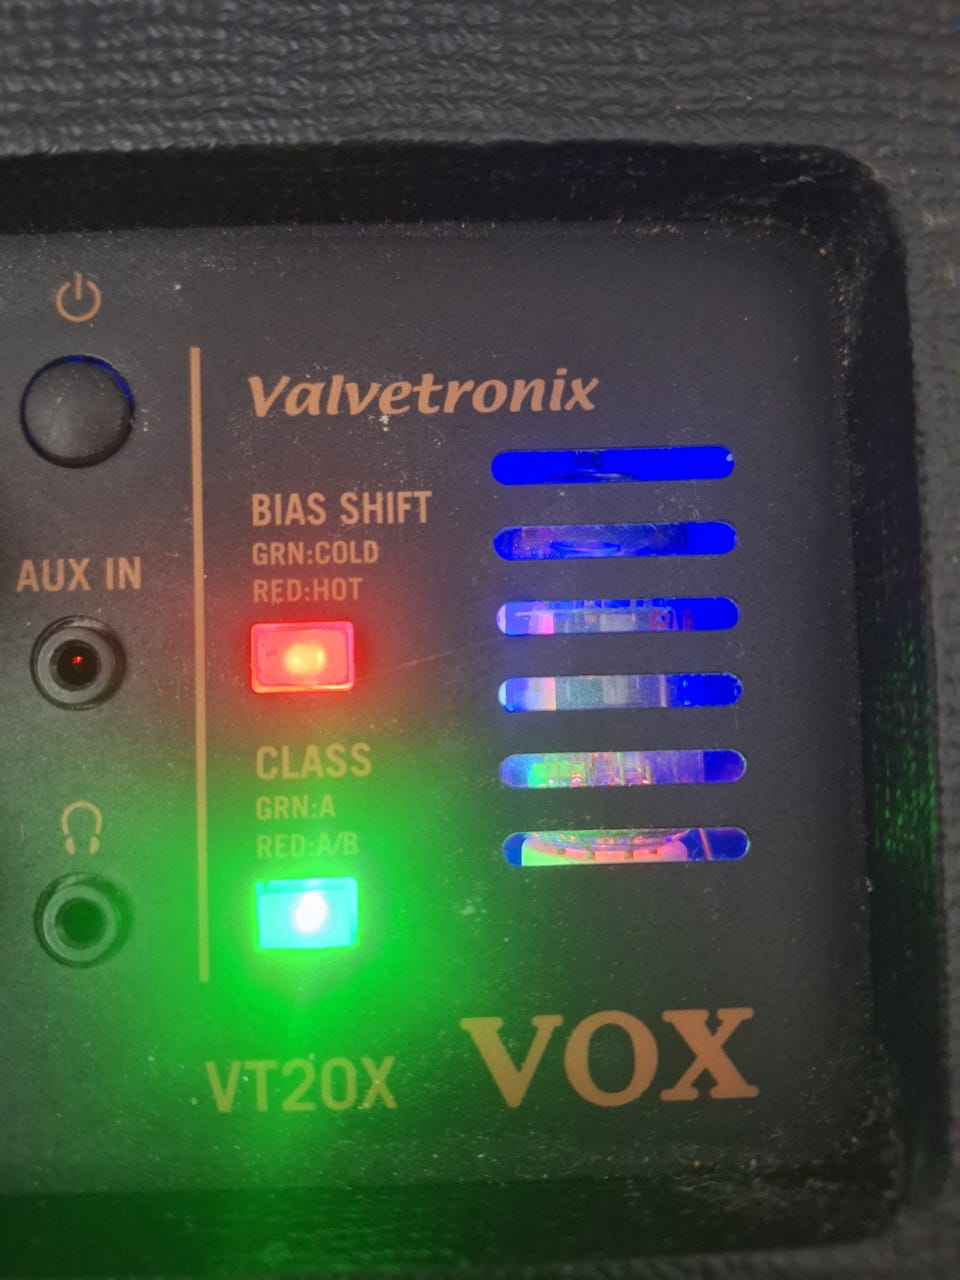 AUX IN
Valvetronix
BIAS SHIFT
GRN:COLD
RED:HOT
CLASS
GRN:A
RED:A/B
VT20X
VOX